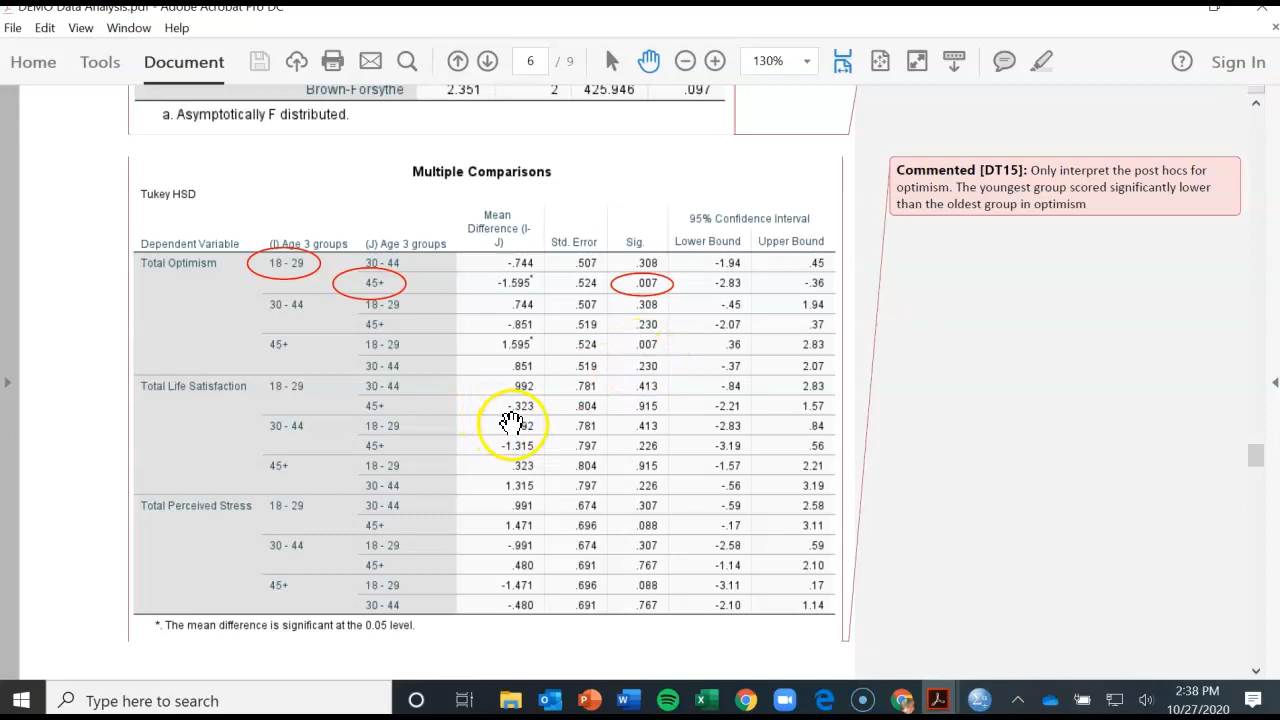 DEMO Data Analysis.pdf - Adobe Acrobat Pro DC
File Edit View Window Help
Home Tools Document 6 / 9 130% Sign In
Brown-Forsythe 2.351 2 425.946 .097
a. Asymptotically F distributed.
Multiple Comparisons
Tukey HSD
Mean
Difference (I-
J)
95% Confidence Interval
Dependent Variable (I) Age 3 groups (J) Age 3 groups Std. Error Sig. Lower Bound Upper Bound
Total Optimism 18 - 29 30 - 44 -.744 .507 .308 -1.94 .45
45+ -1.595* .524 .007 -2.83 -.36
30 - 44 18 - 29 .744 .507 .308 -.45 1.94
45+ -.851 .519 .230 -2.07 .37
45+ 18 - 29 1.595* .524 .007 .36 2.83
30 - 44 .851 .519 .230 -.37 2.07
Total Life Satisfaction 18 - 29 30 - 44 .992 .781 .413 -.84 2.83
45+ -.323 .804 .915 -2.21 1.57
30 - 44 18 - 29 .781 .413 -2.83 .84
45+ -1.315 .797 .226 -3.19 .56
45+ 18 - 29 .323 .804 .915 -1.57 2.21
30 - 44 1.315 .797 .226 -.56 3.19
Total Perceived Stress 18 - 29 30 - 44 .991 .674 .307 -.59 2.58
45+ 1.471 .696 .088 -.17 3.11
30 - 44 18 - 29 -.991 .674 .307 -2.58 .59
45+ .480 .691 .767 -1.14 2.10
45+ 18 - 29 -1.471 .696 .088 -3.11 .17
30 - 44 -.480 .691 .767 -2.10 1.14
*. The mean difference is significant at the 0.05 level.
Commented [DT15]: Only interpret the post hocs for
optimism. The youngest group scored significantly lower
than the oldest group in optimism
Type here to search
2:38 PM
10/27/2020